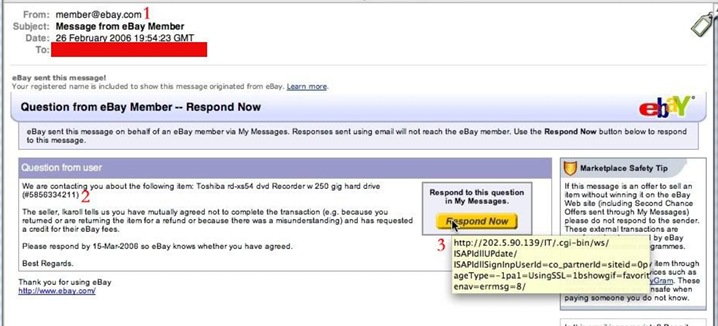 From: member@ebay.com 1
Subject: Message from eBay Member
Date: 26 February 2006 19:54:23 GMT
To:
eBay sent this message!
Your registered name is included to show this message originated from eBay. Learn more.
Question from eBay Member -- Respond Now
ebY
eBay sent this message on behalf of an eBay member via My Messages. Responses sent using email will not reach the eBay member. Use the Respond Now button below to respond
to this message.
Question from user
We are contacting you about the following item: Toshiba rd-xs54 dvd Recorder w 250 gig hard drive
(#5856334211) 2
The seller, karoll tells us you have mutually agreed not to complete the transaction (e.g. because you
returned or are returning the item for a refund or because there was a misunderstanding) and has requested
a credit for their eBay fees.
Please respond by 15-Mar-2006 so eBay knows whether you have agreed.
Best Regards.
Respond to this question
in My Messages.
Respond Now
3
http://202.5.90.139/IT/.cgi-bin/ws/
ISAPIdllUPdate/
ISAPIdllSignInpUserId=co_partnerId=siteid=0p
ageType=-1pa1=UsingSSL=1bshowgif=favorit
enav=errmsg=8/
Marketplace Safety Tip
If this message is an offer to sell an
item without winning it on the eBay
Web site (including Second Chance
Offers sent through My Messages)
please do not respond to the sender.
These external transactions are
by eBay
grammes.
item through
ices such as
Gram. These
safe when
paying someone you do not know.
Thank you for using eBay
http://www.ebay.com/